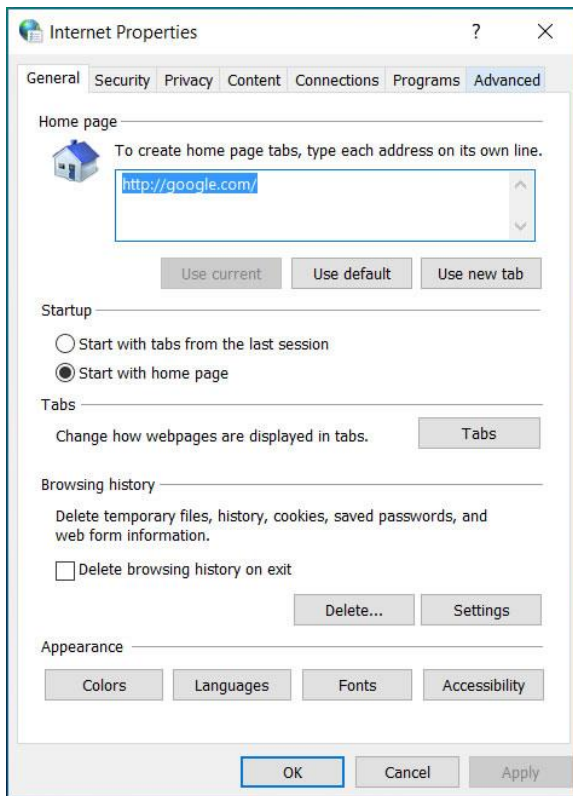 Internet Properties
?
General Security Privacy Content Connections Programs Advanced
Home page
To create home page tabs, type each address on its own line.
http://google.com/
Use current Use default Use new tab
Startup
Start with tabs from the last session
Start with home page
Tabs
Change how webpages are displayed in tabs. Tabs
Browsing history
Delete temporary files, history, cookies, saved passwords, and
web form information.
Delete browsing history on exit
Delete... Settings
Appearance
Colors Languages Fonts Accessibility
OK Cancel Apply